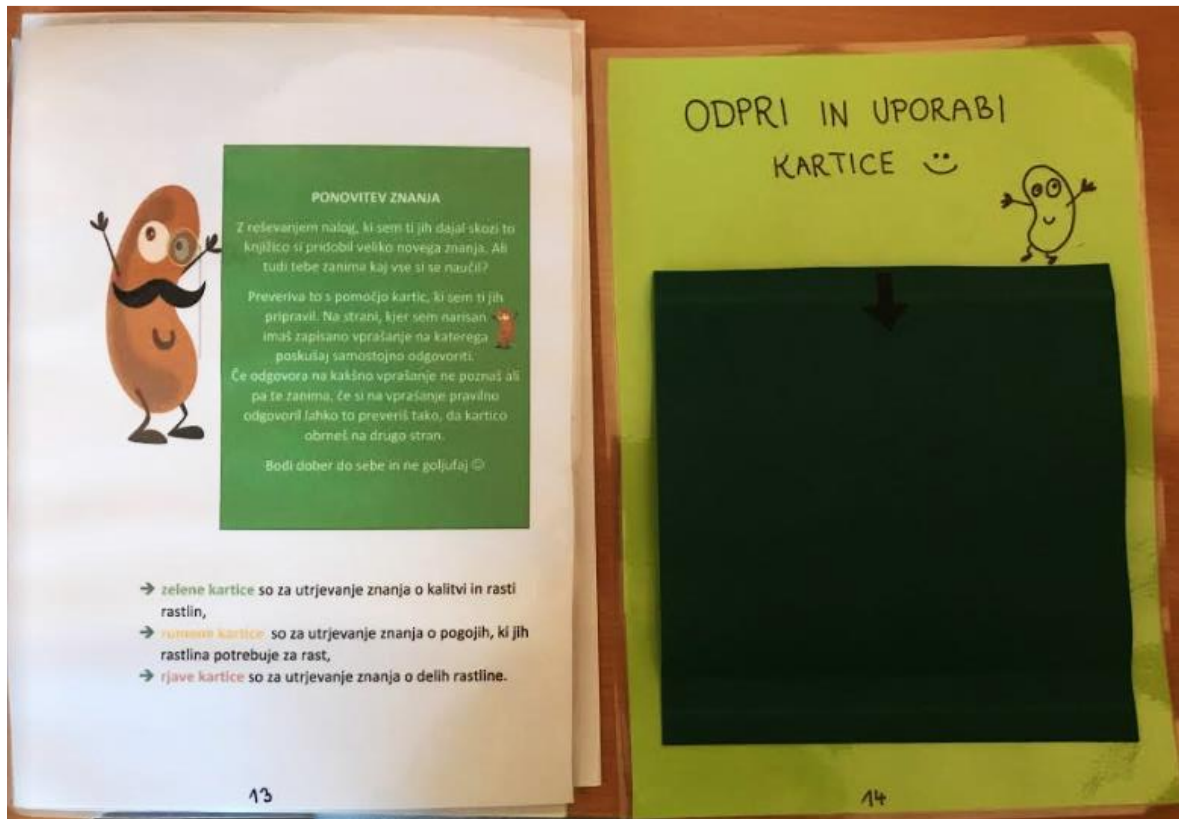 PONOVITEV ZNANJA
Z reševanjem nalog, ki sem ti jih dajal skozi to
knjižico si pridobil veliko novega znanja. Ali
tudi tebe zanima kaj vse si se naučil?
Preveriva to s pomočjo kartic, ki sem ti jih
pripravil. Na strani, kjer sem narisan
imaš zapisano vprašanje na katerega
poskušaj samostojno odgovoriti.
Če odgovora na kakšno vprašanje ne poznaš ali
pa te zanima, če si na vprašanje pravilno
odgovoril lahko to preveriš tako, da kartico
obrneš na drugo stran.
Bodi dober do sebe in ne goljufaj ☺
→ zelene kartice so za utrjevanje znanja o kalitvi in rasti
rastlin,
→ rumene kartice so za utrjevanje znanja o pogojih, ki jih
rastlina potrebuje za rast,
→ rjave kartice so za utrjevanje znanja o delih rastline.
13
ODPRI IN UPORABI
KARTICE ☺
14